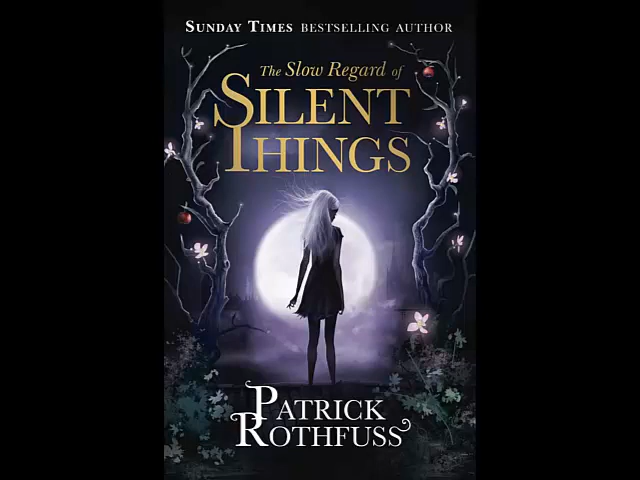 SUNDAY TIMES BESTSELLING AUTHOR
The Slow Regard of
SILENT
THINGS
PATRICK
ROTHFUSS